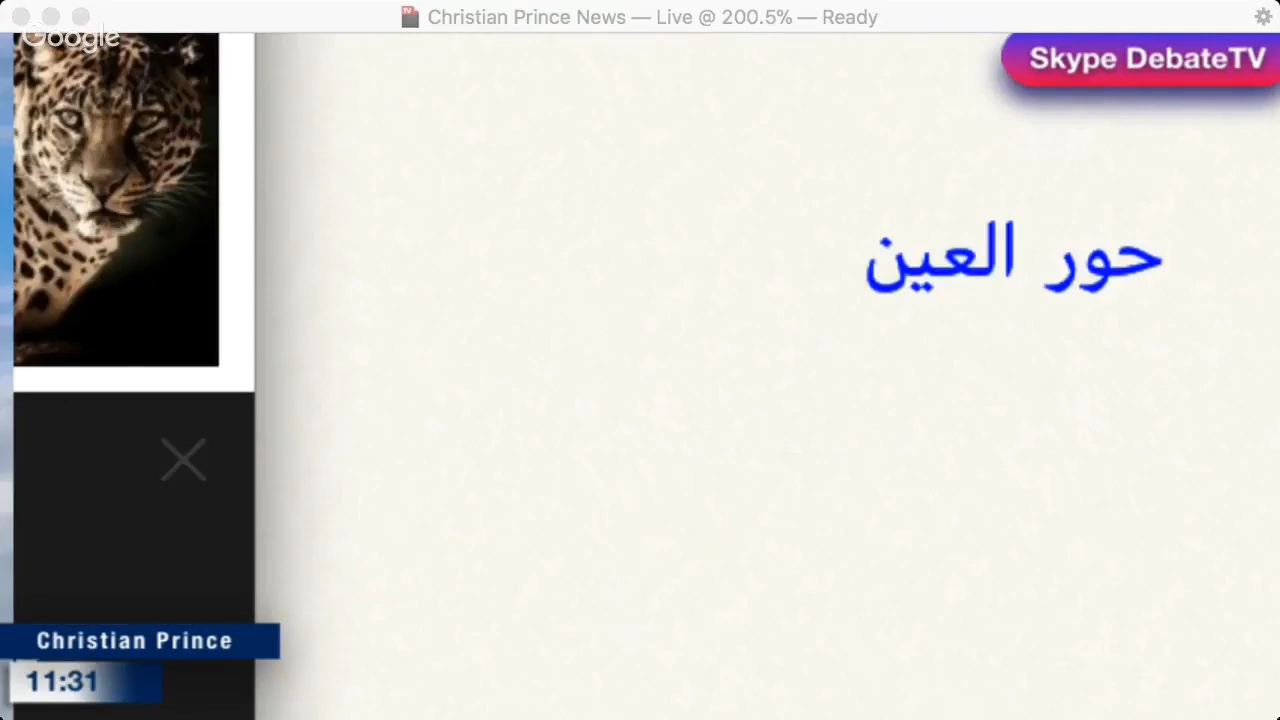 Christian Prince News — Live @ 200.5% — Ready
Google
Skype DebateTV
حور العين
Christian Prince
11:31